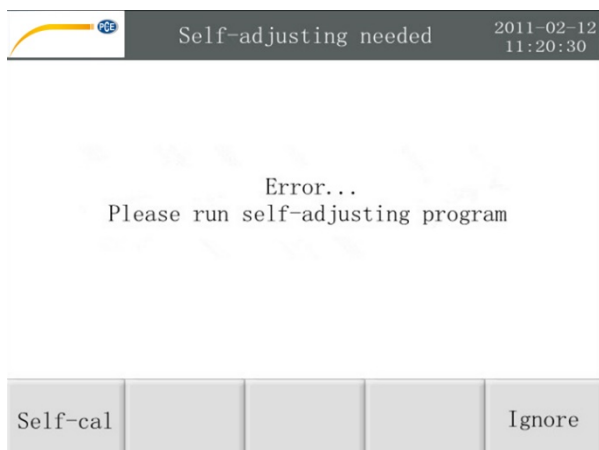 PCE
Self-adjusting needed
2011-02-12
11:20:30
Error...
Please run self-adjusting program
Self-cal
Ignore